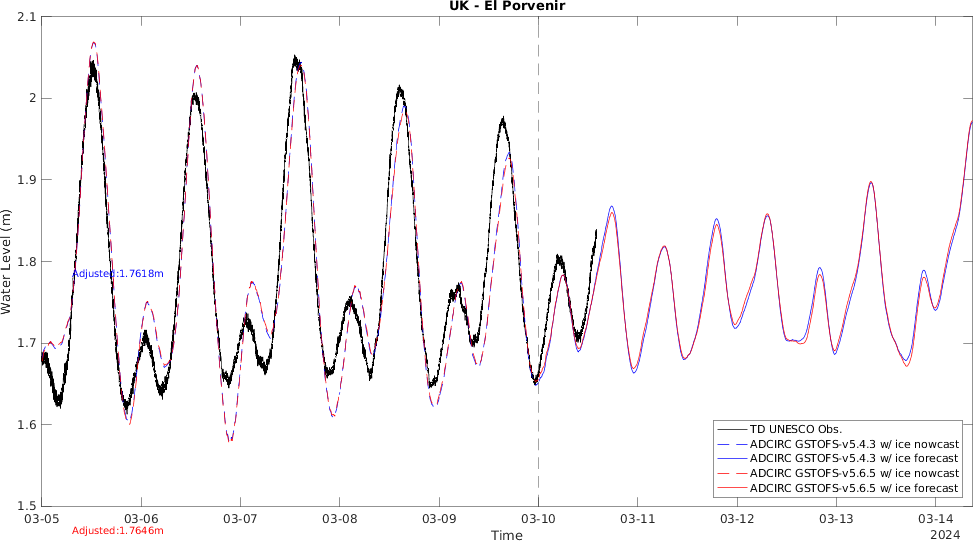 UK - El Porvenir
2.1
2
1.9
1.8
1.7
1.6
1.5
Water Level (m)
Adjusted:1.7618m
TD UNESCO Obs.
ADCIRC GSTOFS-v5.4.3 w/ ice nowcast
ADCIRC GSTOFS-v5.4.3 w/ ice forecast
ADCIRC GSTOFS-v5.6.5 w/ ice nowcast
ADCIRC GSTOFS-v5.6.5 w/ ice forecast
03-05 03-06 03-07 03-08 03-09 03-10 03-11 03-12 03-13 03-14
Adjusted:1.7646m
Time
2024